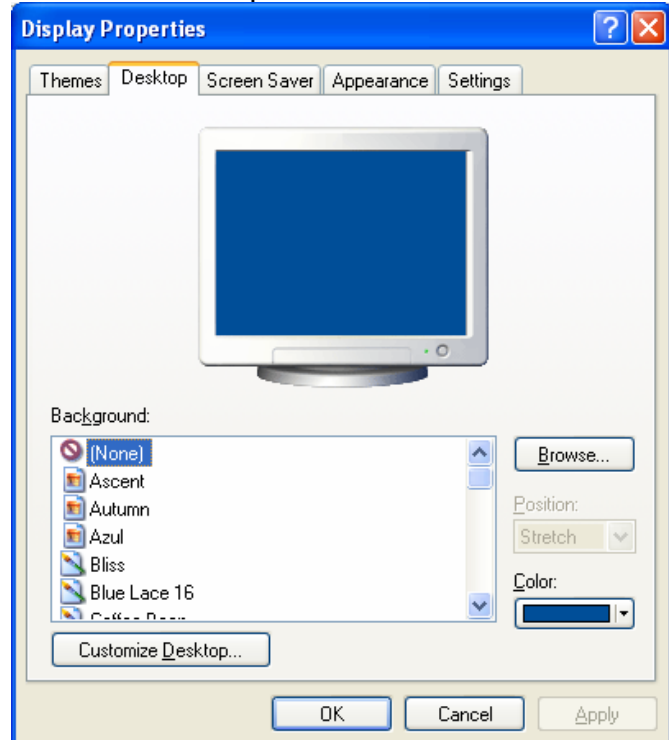 Display Properties
Themes Desktop Screen Saver Appearance Settings
Background:
(None)
Ascent
Autumn
Azul
Bliss
Blue Lace 16
Browse...
Position:
Stretch
Color:
Customize Desktop...
OK Cancel Apply